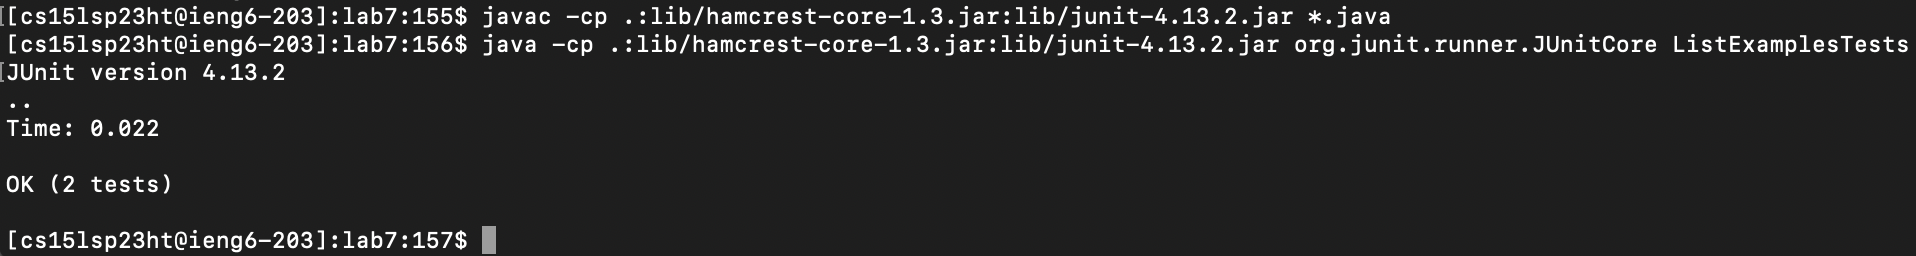 [cs15lsp23ht@ieng6-203]:lab7:155$ javac -cp .:lib/hamcrest-core-1.3.jar:lib/junit-4.13.2.jar *.java
[cs15lsp23ht@ieng6-203]:lab7:156$ java -cp .:lib/hamcrest-core-1.3.jar:lib/junit-4.13.2.jar org.junit.runner.JUnitCore ListExamplesTests
JUnit version 4.13.2
..
Time: 0.022
OK (2 tests)
[cs15lsp23ht@ieng6-203]:lab7:157$